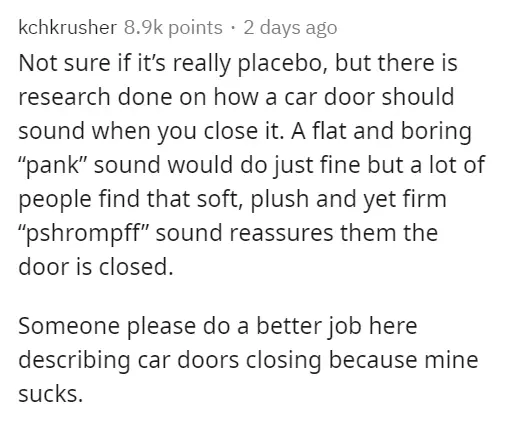 kchkrusher 8.9k points · 2 days ago
Not sure if it’s really placebo, but there is
research done on how a car door should
sound when you close it. A flat and boring
“pank” sound would do just fine but a lot of
people find that soft, plush and yet firm
“pshrompff” sound reassures them the
door is closed.
Someone please do a better job here
describing car doors closing because mine
sucks.